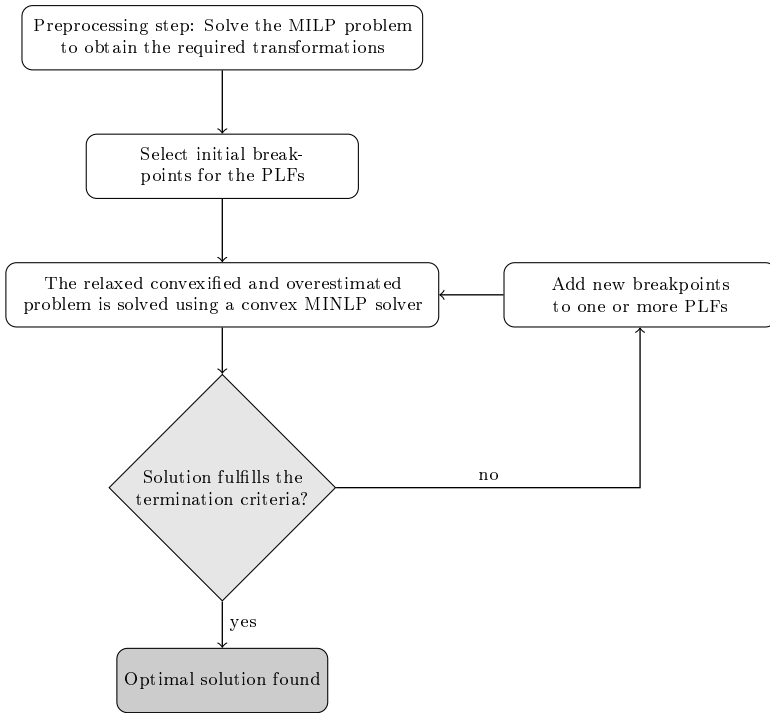 Preprocessing step: Solve the MILP problem
to obtain the required transformations
Select initial break-
points for the PLFs
The relaxed convexified and overestimated
problem is solved using a convex MINLP solver
Add new breakpoints
to one or more PLFs
Solution fulfills the
termination criteria?
no
yes
Optimal solution found